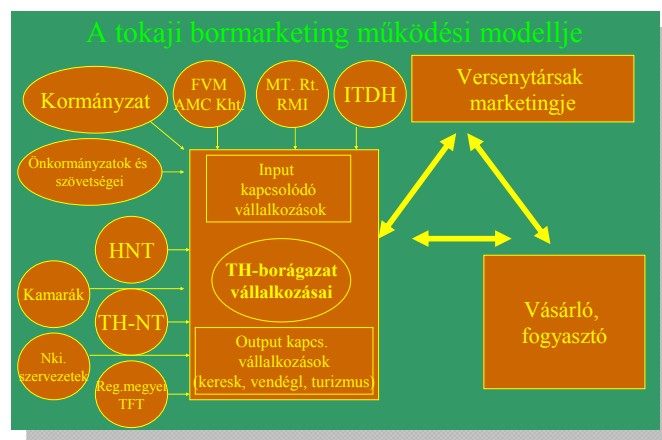 A tokaji bormarketing működési modellje
Kormányzat
FVM
AMC Kht.
MT. Rt.
RMI
ITDH
Versenytársak
marketingje
Önkormányzatok és
szövetségei
Input
kapcsolódó
vállalkozások
HNT
TH-borágazat
vállalkozásai
Kamarák
TH-NT
Vásárló,
fogyasztó
Nki.
szervezetek
Output kapcs.
vállalkozások
(keresk, vendégl, turizmus)
Reg.megyei
TFT